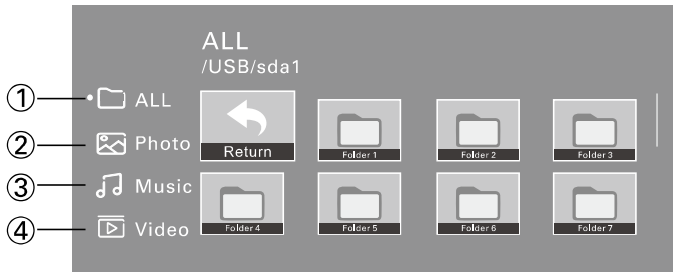 ALL
/USB/sda1
① ALL
② Photo
③ Music
④ Video
Return
Folder 1
Folder 2
Folder 3
Folder 4
Folder 5
Folder 6
Folder 7